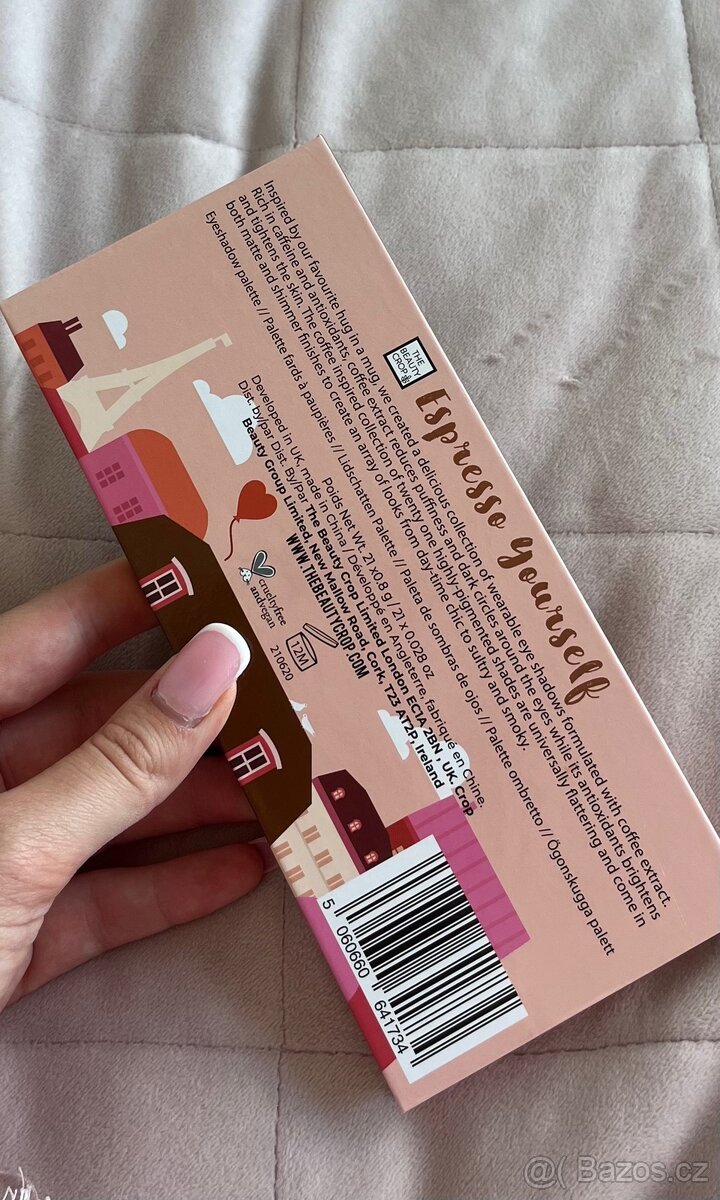 THE
BEAUTY
CROP
Espresso Yourself
Inspired by our favourite hug in a mug, we created a delicious collection of wearable eye shadows formulated with coffee extract.
Rich in caffeine and antioxidants, coffee extract reduces puffiness and dark circles around the eyes while its antioxidants brightens
and tightens the skin. The coffee inspired collection of twenty one highly-pigmented shades are universally flattering and come in
both matte and shimmer finishes to create an array of looks from day-time chic to sultry and smoky.
Eyeshadow palette // Palette fards à paupières // Lidschatten Palette // Paleta de sombras de ojos // Palette ombretto // Ögonskugga palett
Poids Net Wt. 21 x0.8 g / 21 x 0.028 oz
Developed in UK, made in China / Développé en Angleterre, fabriqué en Chine.
Dist. by/par Dist. By/Par The Beauty Crop Limited London EC1A 2BN, UK, Crop
Beauty Group Limited, New Mallow Road, Cork, T23 AT2P, Ireland
WWW.THEBEAUTYCROP.COM
crueltyfree
andvegan
12M
210620
5 060660 641734
@( Bazos.cz